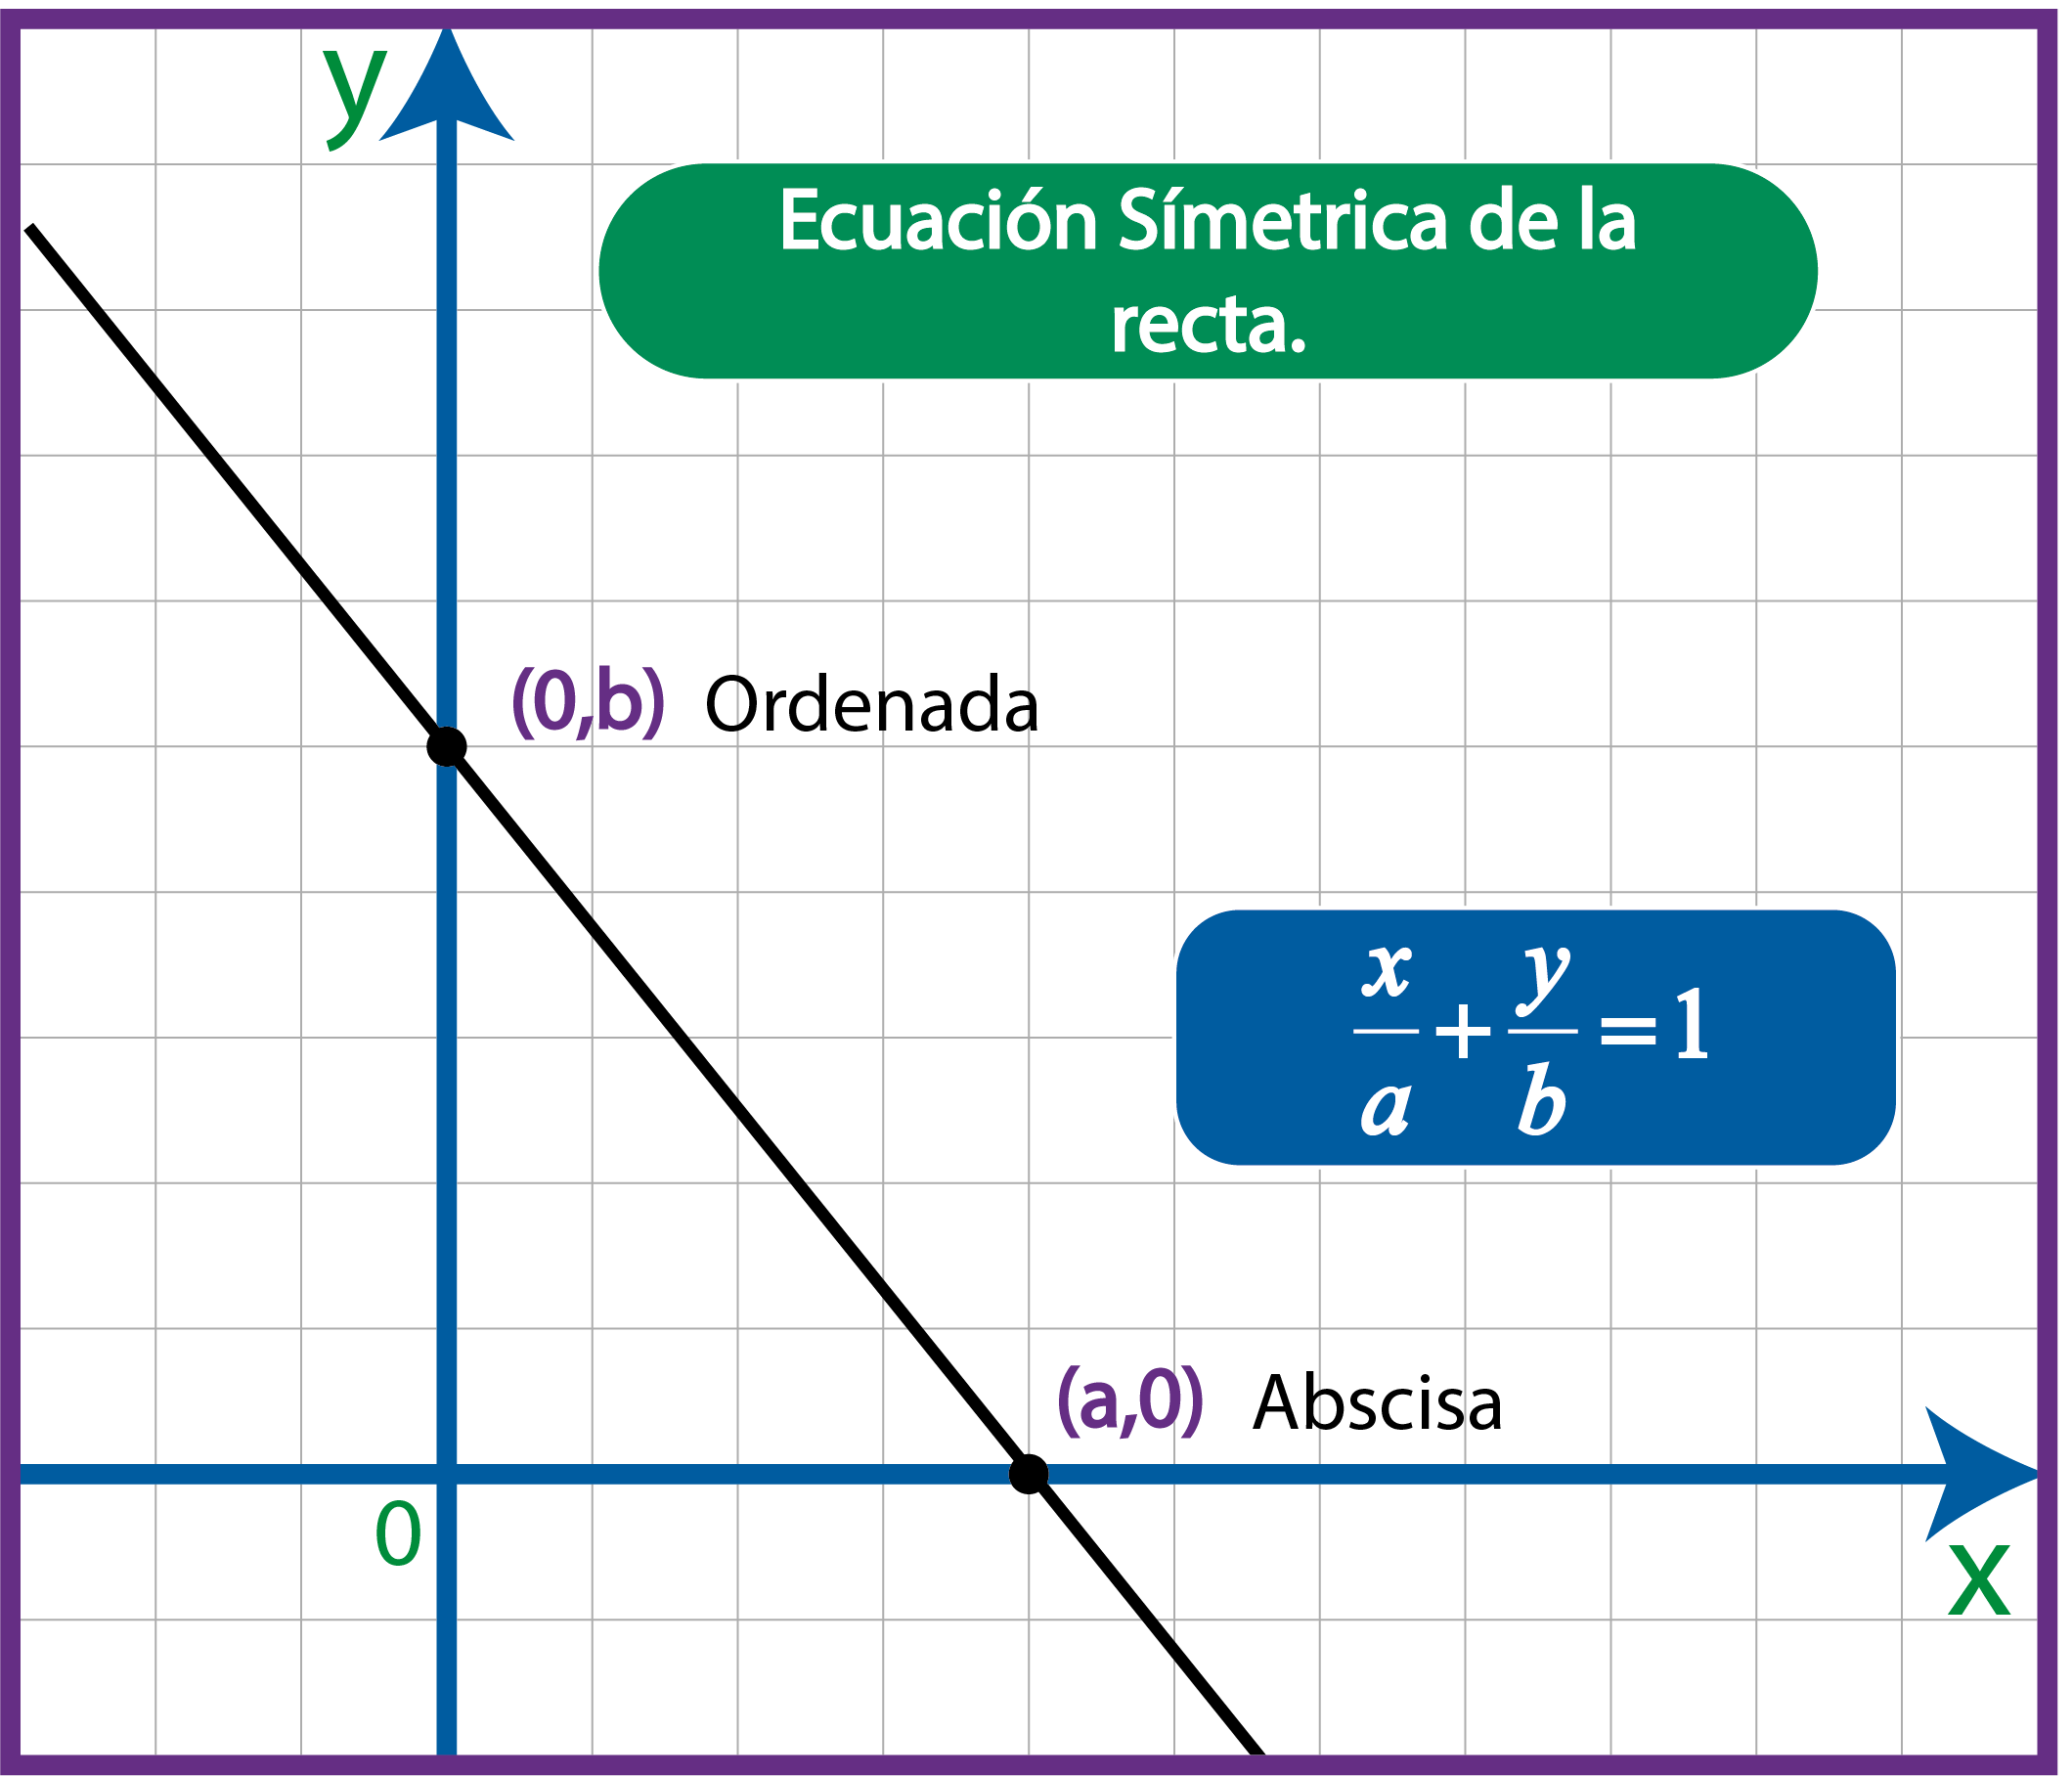 y
Ecuación Símetrica de la
recta.
(0,b) Ordenada
x/a + y/b = 1
(a,0) Abscisa
0
x